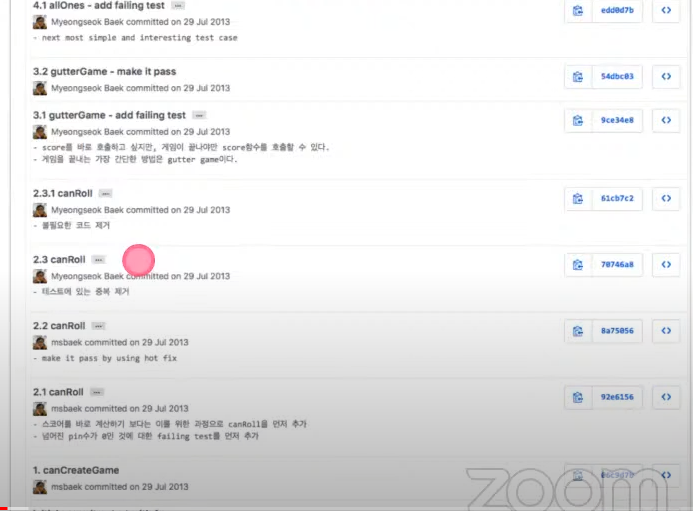 4.1 allOnes - add failing test ...
Myeongseok Baek committed on 29 Jul 2013
edd0d7b
- next most simple and interesting test case
3.2 gutterGame - make it pass
Myeongseok Baek committed on 29 Jul 2013
54dbc03
3.1 gutterGame - add failing test ...
Myeongseok Baek committed on 29 Jul 2013
9ce34e8
- score를 바로 호출하고 싶지만, 게임이 끝나야만 score함수를 호출할 수 있다.
- 게임을 끝내는 가장 간단한 방법은 gutter game이다.
2.3.1 canRoll ...
Myeongseok Baek committed on 29 Jul 2013
61cb7c2
- 불필요한 코드 제거
2.3 canRoll ...
Myeongseok Baek committed on 29 Jul 2013
70746a8
- 테스트에 있는 중복 제거
2.2 canRoll ...
msbaek committed on 29 Jul 2013
8a75056
- make it pass by using hot fix
2.1 canRoll ...
msbaek committed on 29 Jul 2013
92e6156
- 스코어를 바로 계산하기 보다는 이를 위한 과정으로 canRoll을 먼저 추가
- 넘어진 pin수가 0인 것에 대한 failing test를 먼저 추가
1. canCreateGame
msbaek committed on 29 Jul 2013
zoom